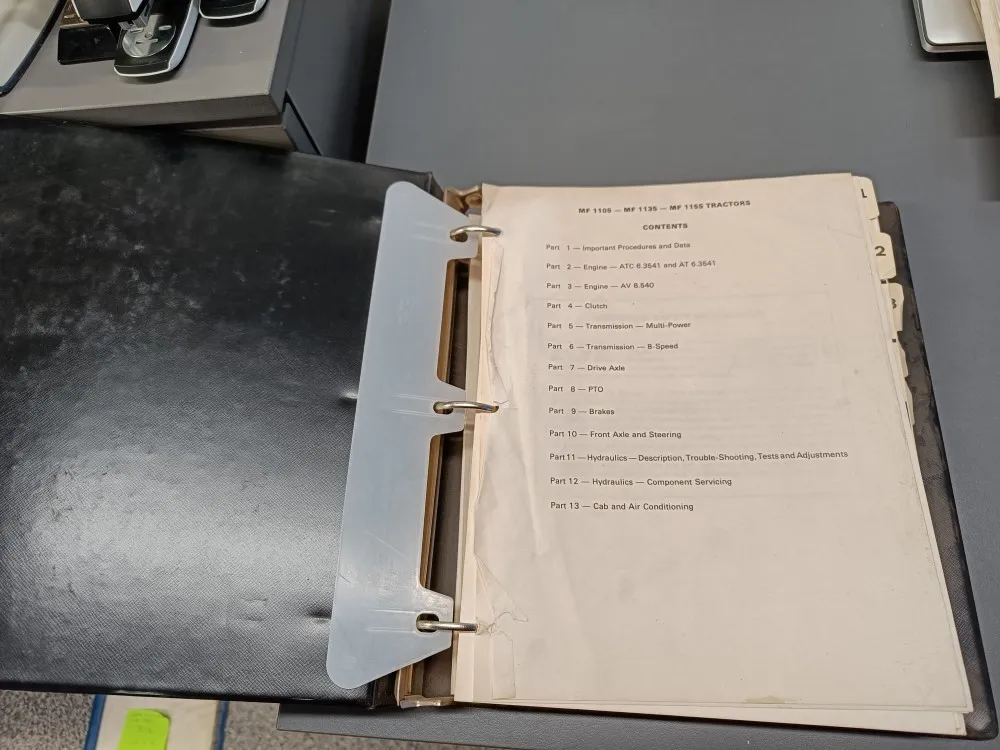 MF 1105 — MF 1135 — MF 1155 TRACTORS
CONTENTS
Part 1 — Important Procedures and Data
Part 2 — Engine — ATC 6.3541 and AT 6.3541
Part 3 — Engine — AV 8.540
Part 4 — Clutch
Part 5 — Transmission — Multi-Power
Part 6 — Transmission — 8-Speed
Part 7 — Drive Axle
Part 8 — PTO
Part 9 — Brakes
Part 10 — Front Axle and Steering
Part 11 — Hydraulics — Description, Trouble-Shooting, Tests and Adjustments
Part 12 — Hydraulics — Component Servicing
Part 13 — Cab and Air Conditioning
1
2
3